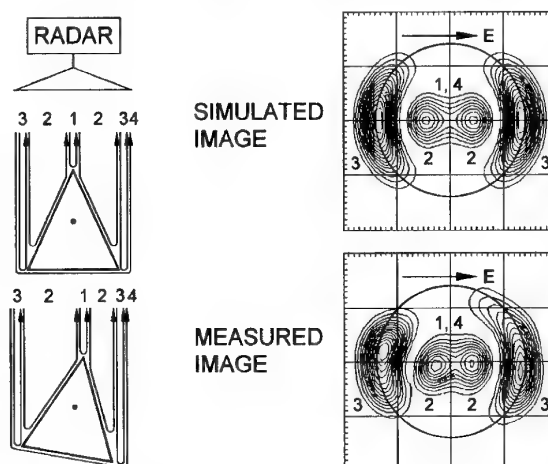 RADAR
3 2 1 2 34
3 2 1 2 34
SIMULATED
IMAGE
E
1, 4
3 2 2 3
MEASURED
IMAGE
E
1, 4
3 2 2 3